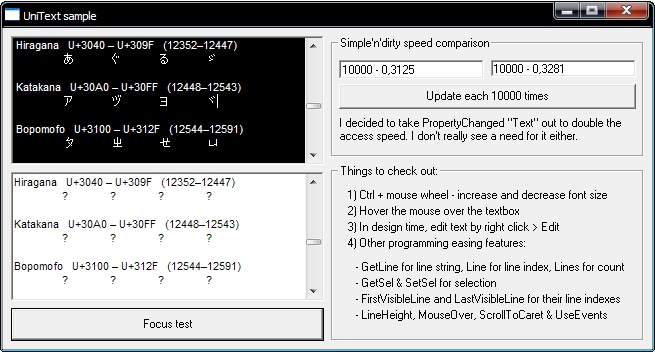 UniText sample
Hiragana U+3040 – U+309F (12352–12447)
あ ぐ る ゞ
Katakana U+30A0 – U+30FF (12448–12543)
ア ヅ ヨ ヾ
Bopomofo U+3100 – U+312F (12544–12591)
ㄆ ㄓ ㄝ ㄩ
Hiragana U+3040 – U+309F (12352–12447)
? ? ? ?
Katakana U+30A0 – U+30FF (12448–12543)
? ? ? ?
Bopomofo U+3100 – U+312F (12544–12591)
? ? ? ?
Focus test
Simple'n'dirty speed comparison
10000 - 0,3125 10000 - 0,3281
Update each 10000 times
I decided to take PropertyChanged "Text" out to double the
access speed. I don't really see a need for it either.
Things to check out:
1) Ctrl + mouse wheel - increase and decrease font size
2) Hover the mouse over the textbox
3) In design time, edit text by right click > Edit
4) Other programming easing features:
- GetLine for line string, Line for line index, Lines for count
- GetSel & SetSel for selection
- FirstVisibleLine and LastVisibleLine for their line indexes
- LineHeight, MouseOver, ScrollToCaret & UseEvents